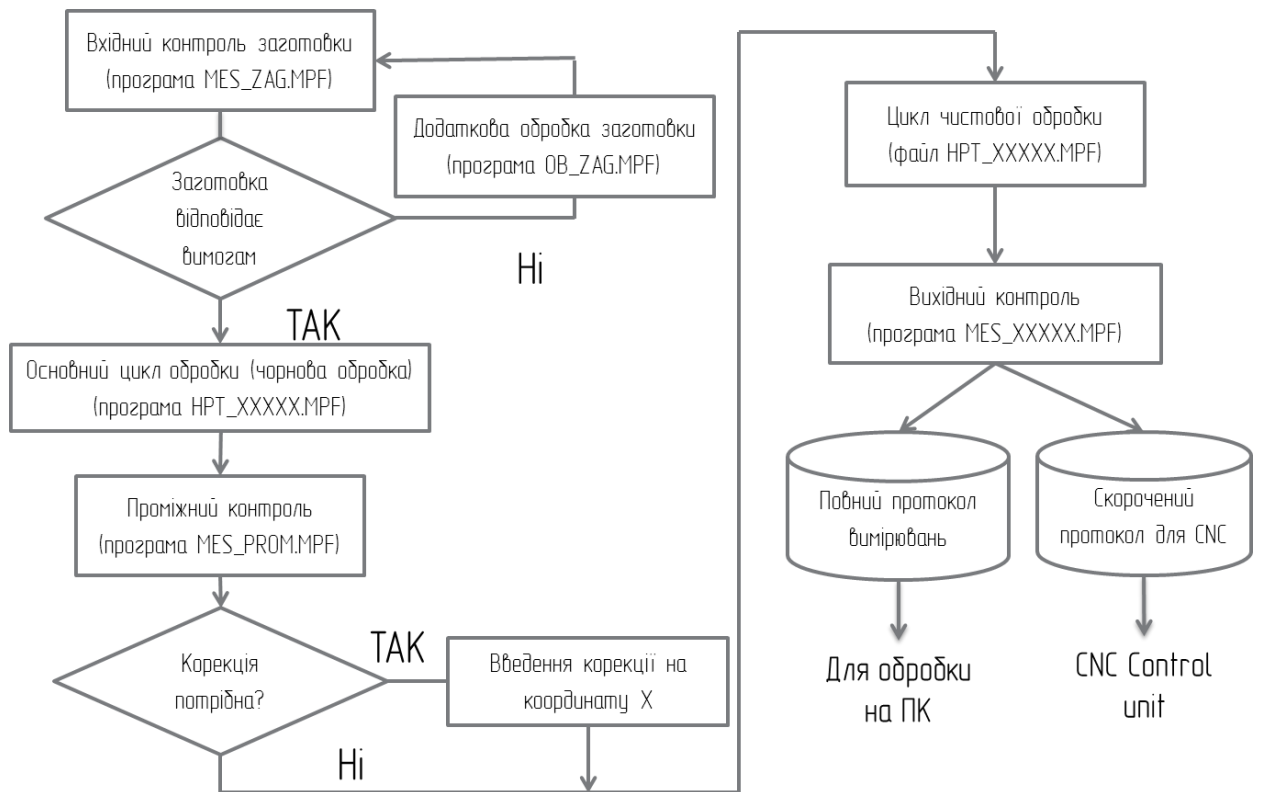 Вхідний контроль заготовки
(програма MES_ZAG.MPF)
Додаткова обробка заготовки
(програма OB_ZAG.MPF)
Заготовка
відповідає
вимогам
Ні
ТАК
Основний цикл обробки (чорнова обробка)
(програма HPT_XXXXX.MPF)
Проміжний контроль
(програма MES_PROM.MPF)
Корекція
потрібна?
ТАК
Введення корекції на
координату X
Ні
Цикл чистової обробки
(файл HPT_XXXXX.MPF)
Вихідний контроль
(програма MES_XXXXX.MPF)
Повний протокол
вимірювань
Скорочений
протокол для CNC
Для обробки
на ПК
CNC Control
unit